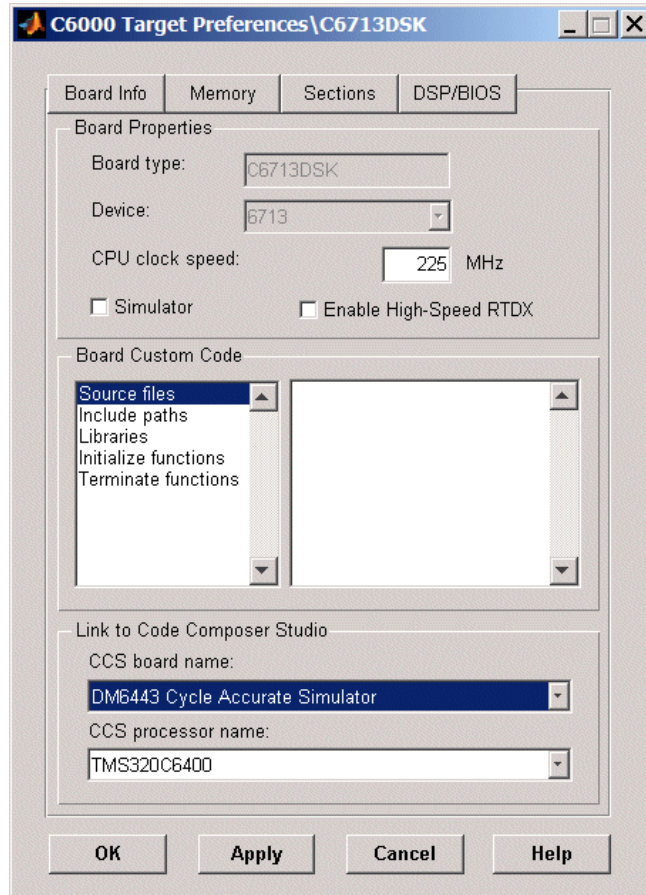 C6000 Target Preferences\C6713DSK
Board Info Memory Sections DSP/BIOS
Board Properties
Board type: C6713DSK
Device: 6713
CPU clock speed: 225 MHz
Simulator Enable High-Speed RTDX
Board Custom Code
Source files
Include paths
Libraries
Initialize functions
Terminate functions
Link to Code Composer Studio
CCS board name:
DM6443 Cycle Accurate Simulator
CCS processor name:
TMS320C6400
OK Apply Cancel Help